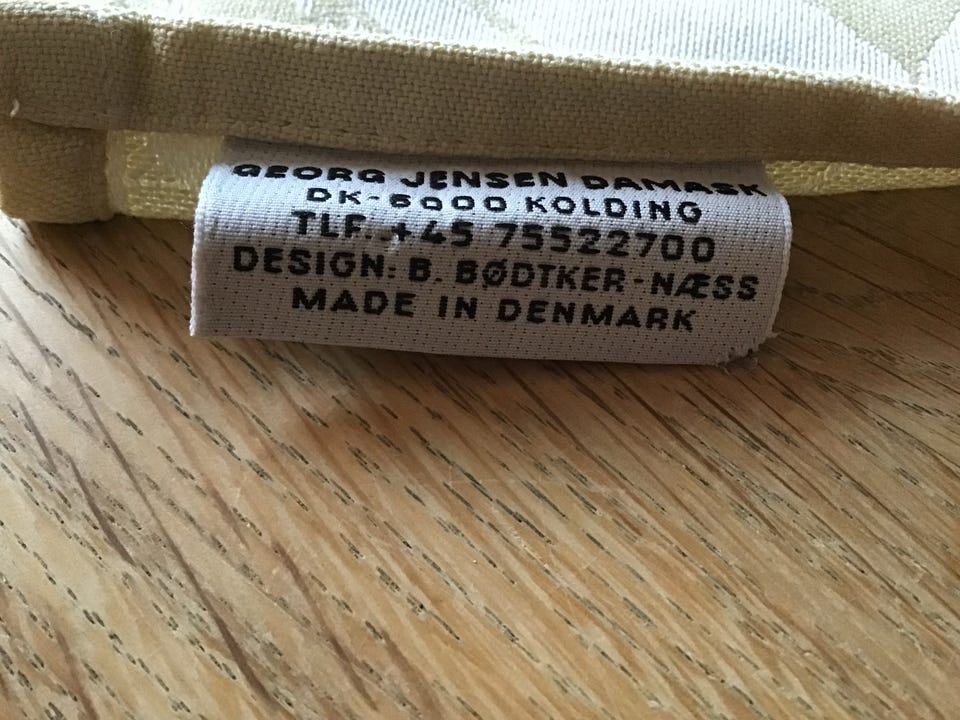 GEORG JENSEN DAMASK
DK-6000 KOLDING
TLF. +45 75522700
DESIGN: B. BØDTKER-NÆSS
MADE IN DENMARK